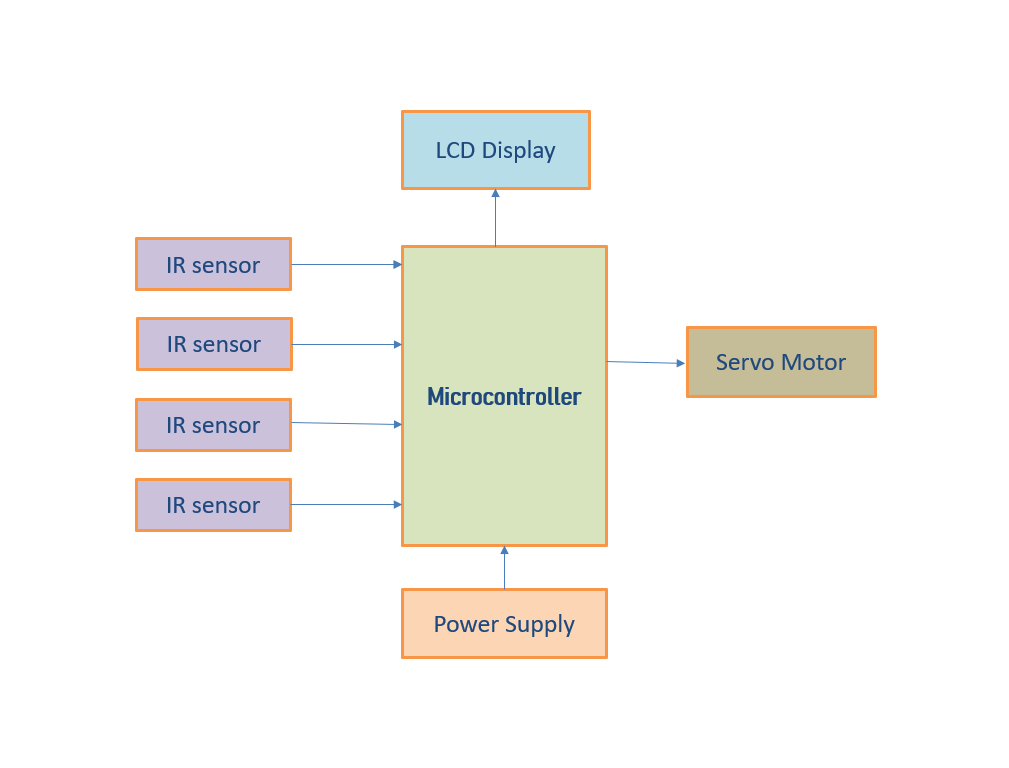 LCD Display
IR sensor
IR sensor
IR sensor
IR sensor
Microcontroller
Servo Motor
Power Supply